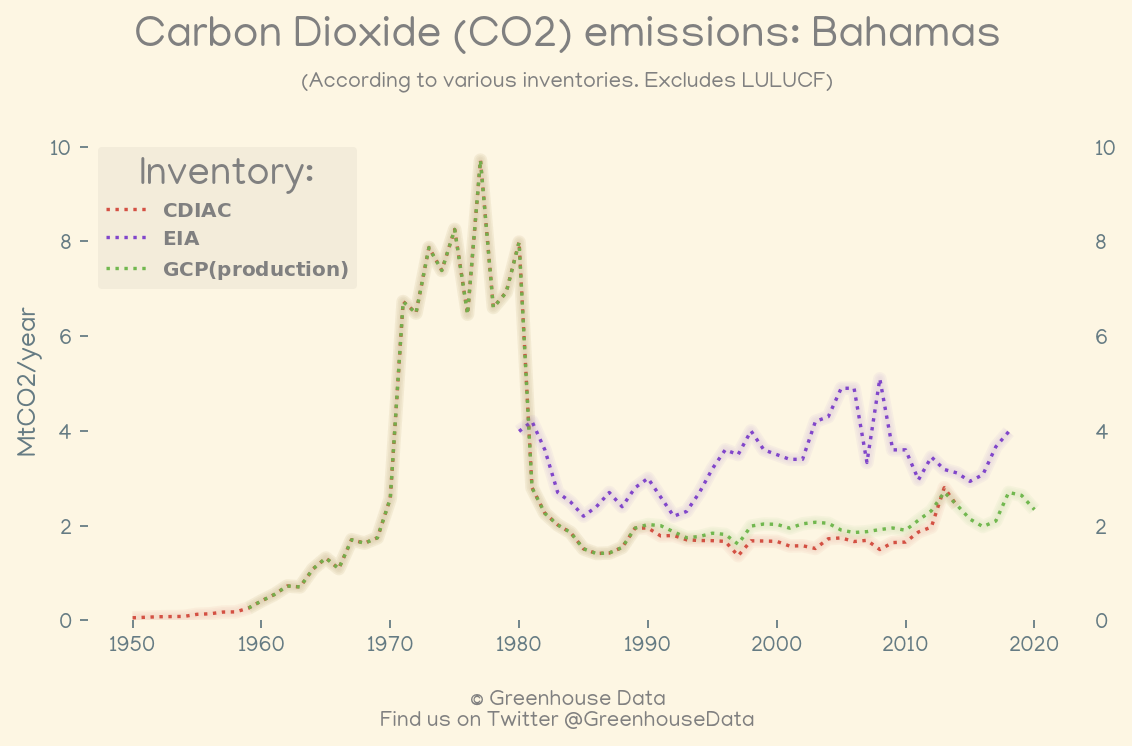 Carbon Dioxide (CO2) emissions: Bahamas
(According to various inventories. Excludes LULUCF)
Inventory:
CDIAC
EIA
GCP(production)
MtCO2/year
10
8
6
4
2
0
10
8
6
4
2
0
1950 1960 1970 1980 1990 2000 2010 2020
© Greenhouse Data
Find us on Twitter @GreenhouseData